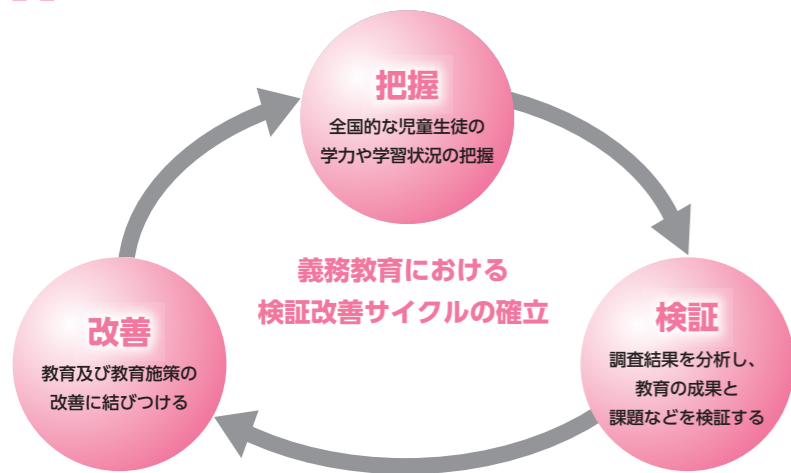 把握
全国的な児童生徒の
学力や学習状況の把握
義務教育における
検証改善サイクルの確立
検証
調査結果を分析し、
教育の成果と
課題などを検証する
改善
教育及び教育施策の
改善に結びつける